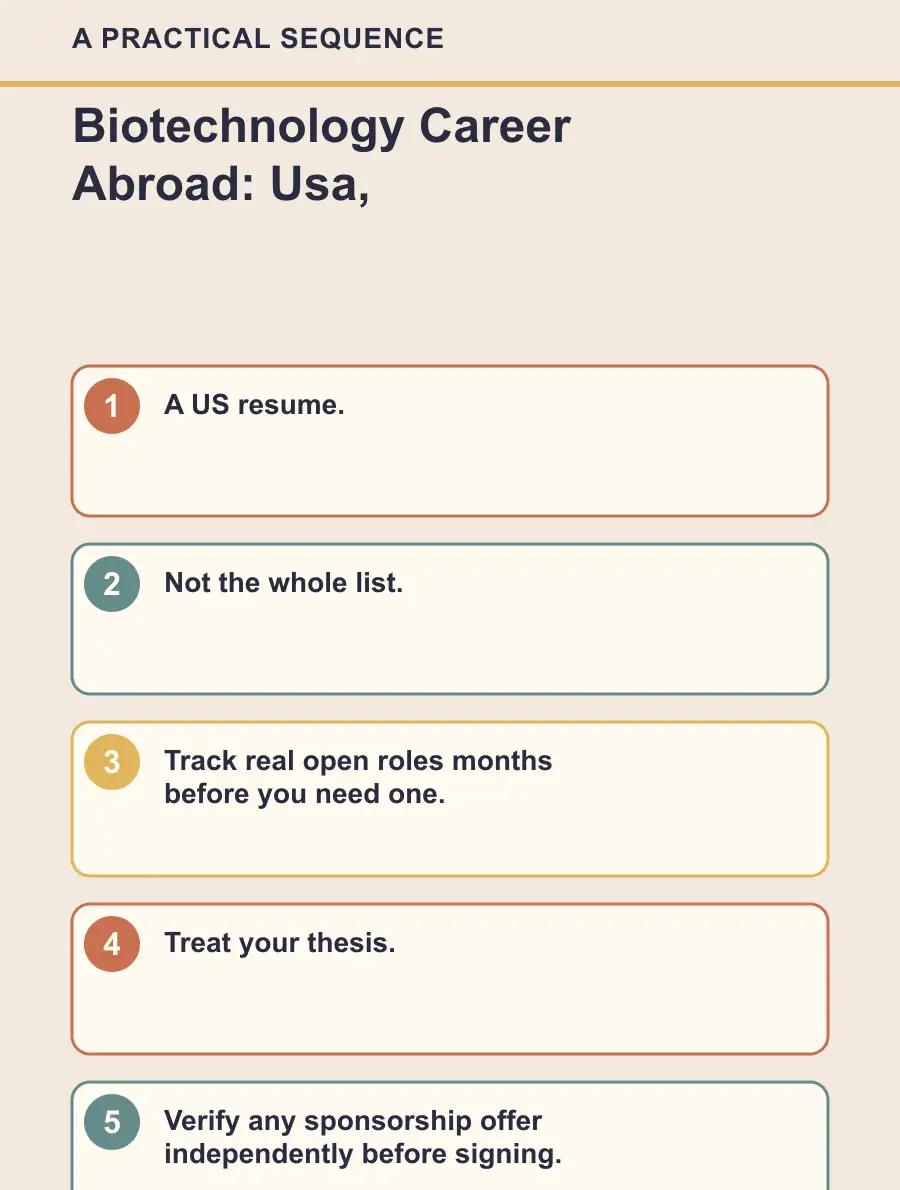 A PRACTICAL SEQUENCE
Biotechnology Career
Abroad: Usa,
1
A US resume.
2
Not the whole list.
3
Track real open roles months
before you need one.
4
Treat your thesis.
5
Verify any sponsorship offer
independently before signing.